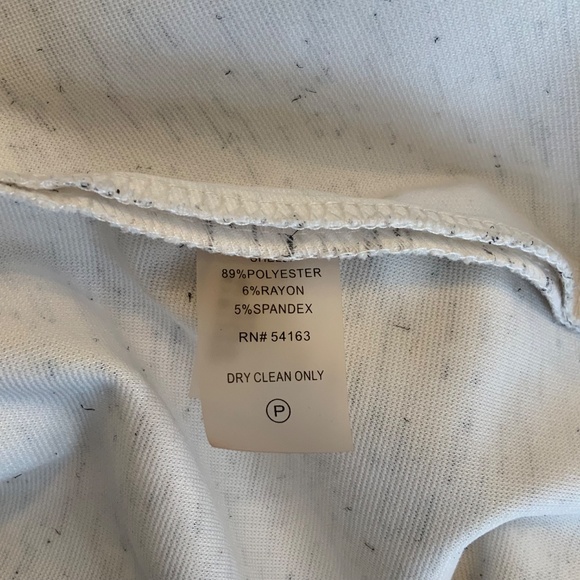 89%POLYESTER
6%RAYON
5%SPANDEX
RN# 54163
DRY CLEAN ONLY
P